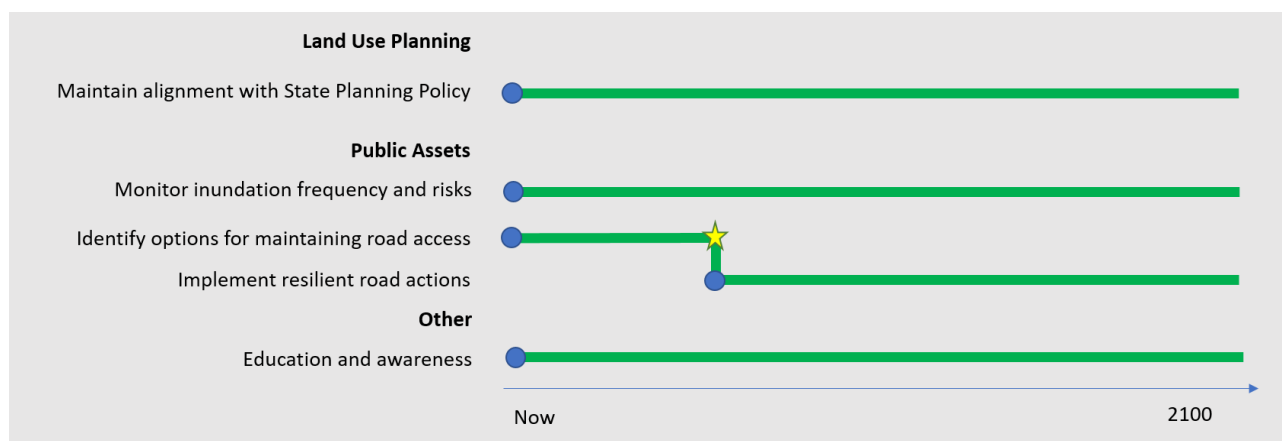 Land Use Planning
Maintain alignment with State Planning Policy
Public Assets
Monitor inundation frequency and risks
Identify options for maintaining road access
Implement resilient road actions
Other
Education and awareness
Now
2100